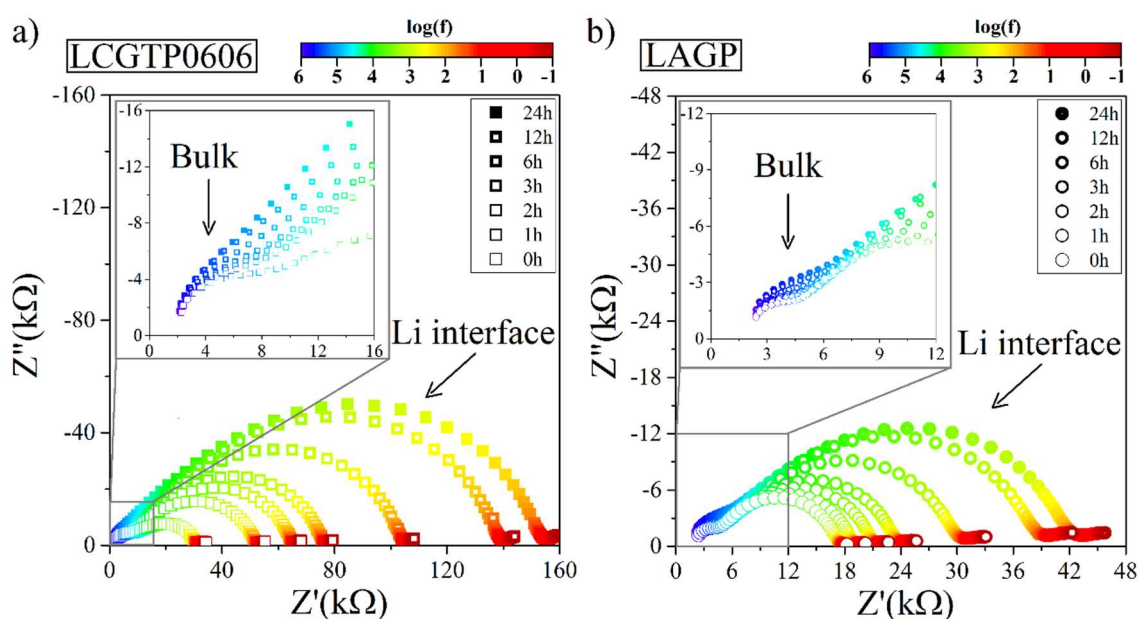 a)
LCGTP0606
log(f)
6 5 4 3 2 1 0 -1
-160
-120
-80
-40
0
Z''(kΩ)
-16
-12
-8
-4
0
0 4 8 12 16
Bulk
24h
12h
6h
3h
2h
1h
0h
Li interface
0 40 80 120 160
Z'(kΩ)
b)
LAGP
log(f)
6 5 4 3 2 1 0 -1
-48
-42
-36
-30
-24
-18
-12
-6
0
Z''(kΩ)
-12
-9
-6
-3
0
0 3 6 9 12
Bulk
24h
12h
6h
3h
2h
1h
0h
Li interface
0 6 12 18 24 30 36 42 48
Z'(kΩ)